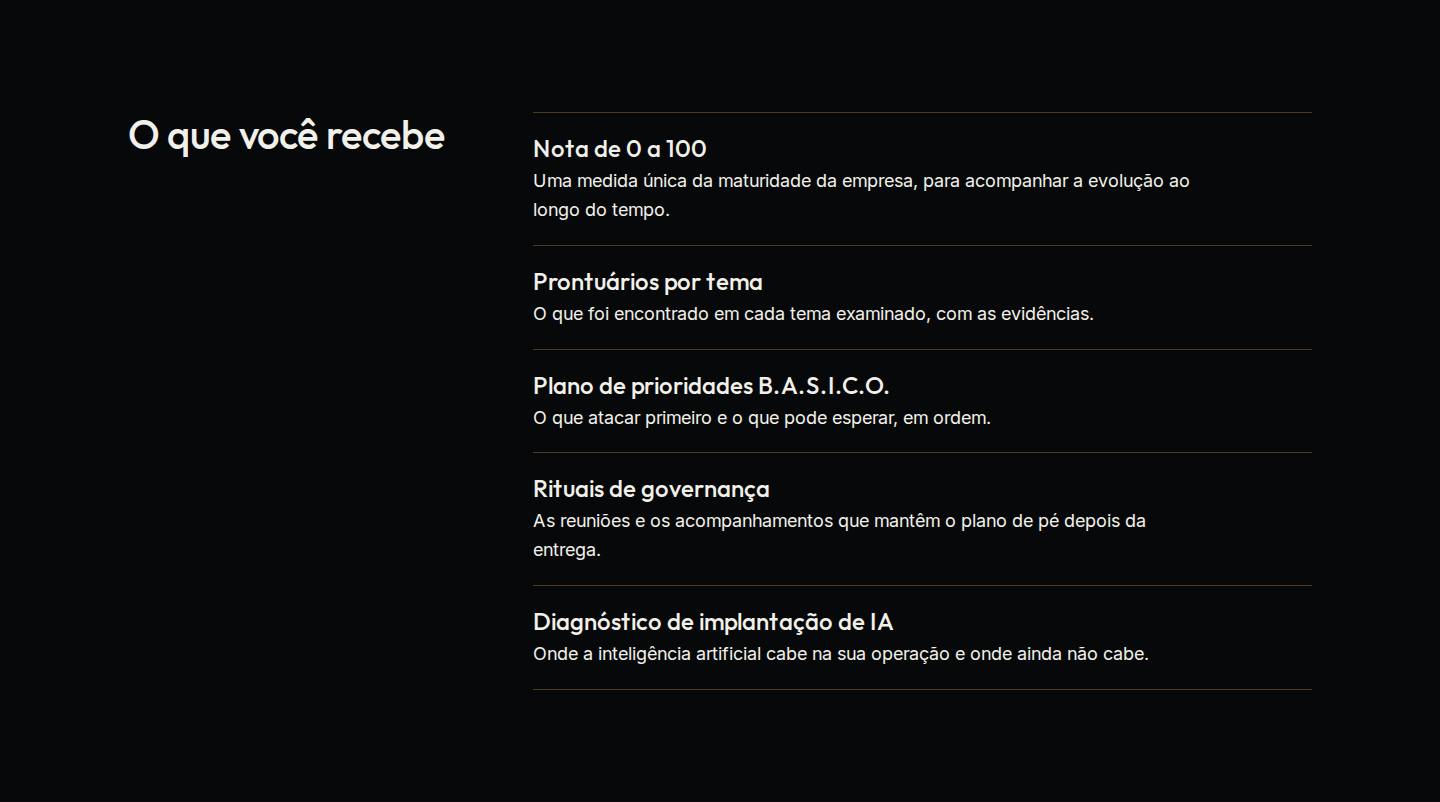 O que você recebe
Nota de 0 a 100
Uma medida única da maturidade da empresa, para acompanhar a evolução ao
longo do tempo.
Prontuários por tema
O que foi encontrado em cada tema examinado, com as evidências.
Plano de prioridades B.A.S.I.C.O.
O que atacar primeiro e o que pode esperar, em ordem.
Rituais de governança
As reuniões e os acompanhamentos que mantêm o plano de pé depois da
entrega.
Diagnóstico de implantação de IA
Onde a inteligência artificial cabe na sua operação e onde ainda não cabe.